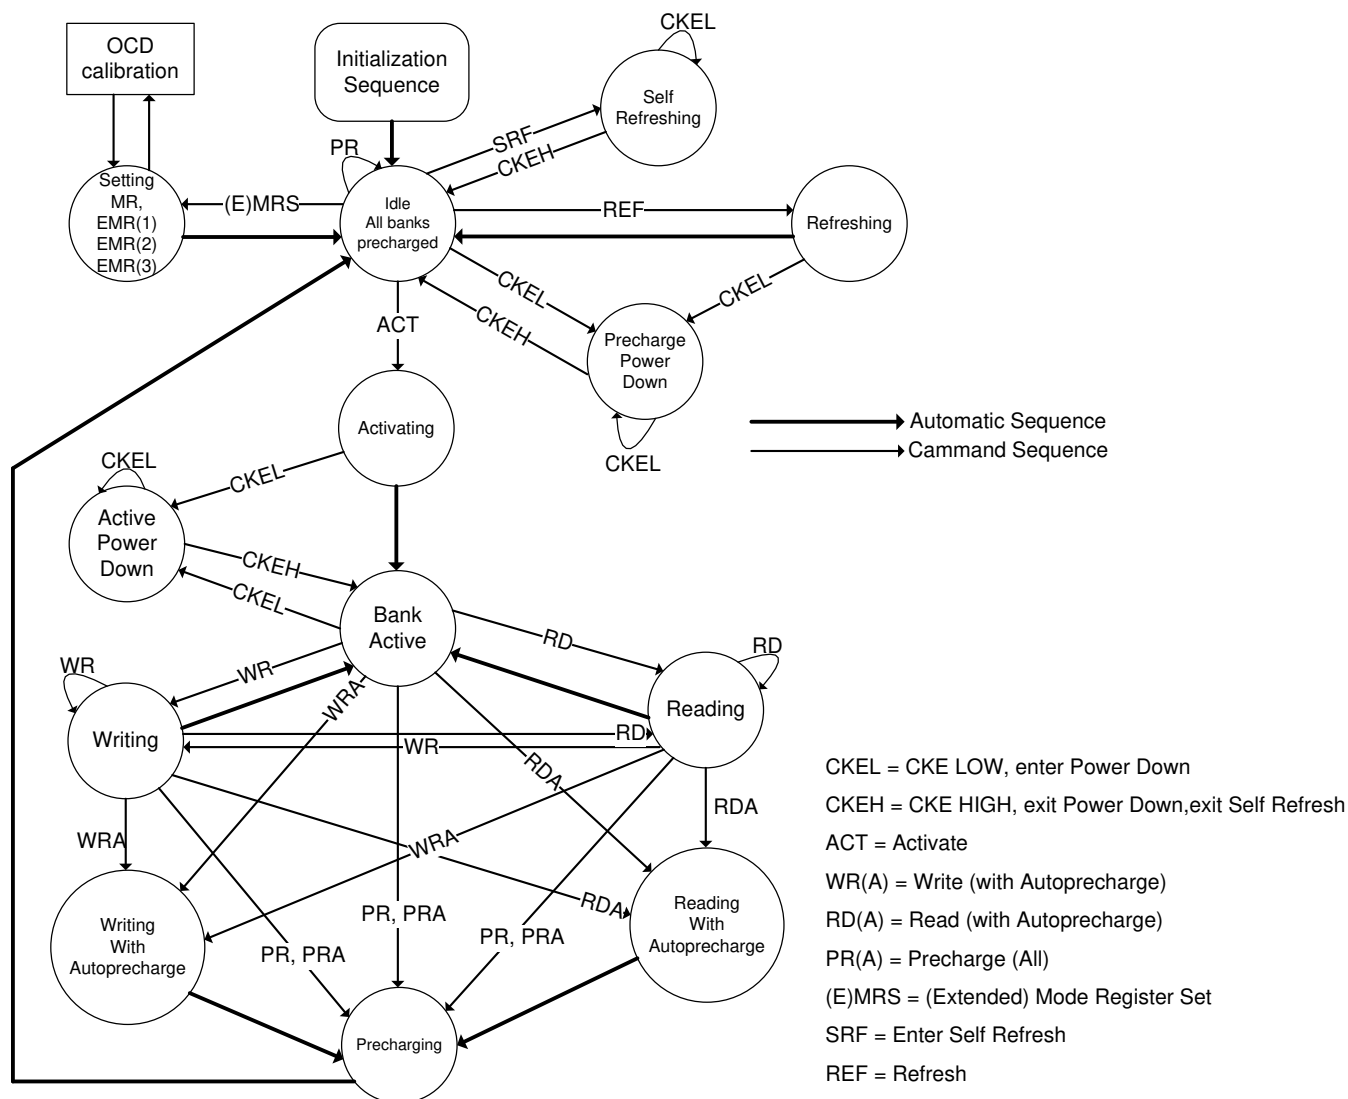 OCD
calibration
Initialization
Sequence
CKEL
Self
Refreshing
SRF
CKEH
PR
Setting
MR,
EMR(1)
EMR(2)
EMR(3)
(E)MRS
Idle
All banks
precharged
REF
Refreshing
CKEL
CKEH
CKEL
ACT
Precharge
Power
Down
CKEL
Activating
Automatic Sequence
Cammand Sequence
CKEL
CKEL
Active
Power
Down
CKEH
CKEL
Bank
Active
RD
RD
WR
WR
WRA
Reading
Writing
RD
WR
RDA
RDA
WRA
WRA
RDA
PR, PRA
PR, PRA
PR, PRA
Writing
With
Autoprecharge
Reading
With
Autoprecharge
Precharging
CKEL = CKE LOW, enter Power Down
CKEH = CKE HIGH, exit Power Down,exit Self Refresh
ACT = Activate
WR(A) = Write (with Autoprecharge)
RD(A) = Read (with Autoprecharge)
PR(A) = Precharge (All)
(E)MRS = (Extended) Mode Register Set
SRF = Enter Self Refresh
REF = Refresh